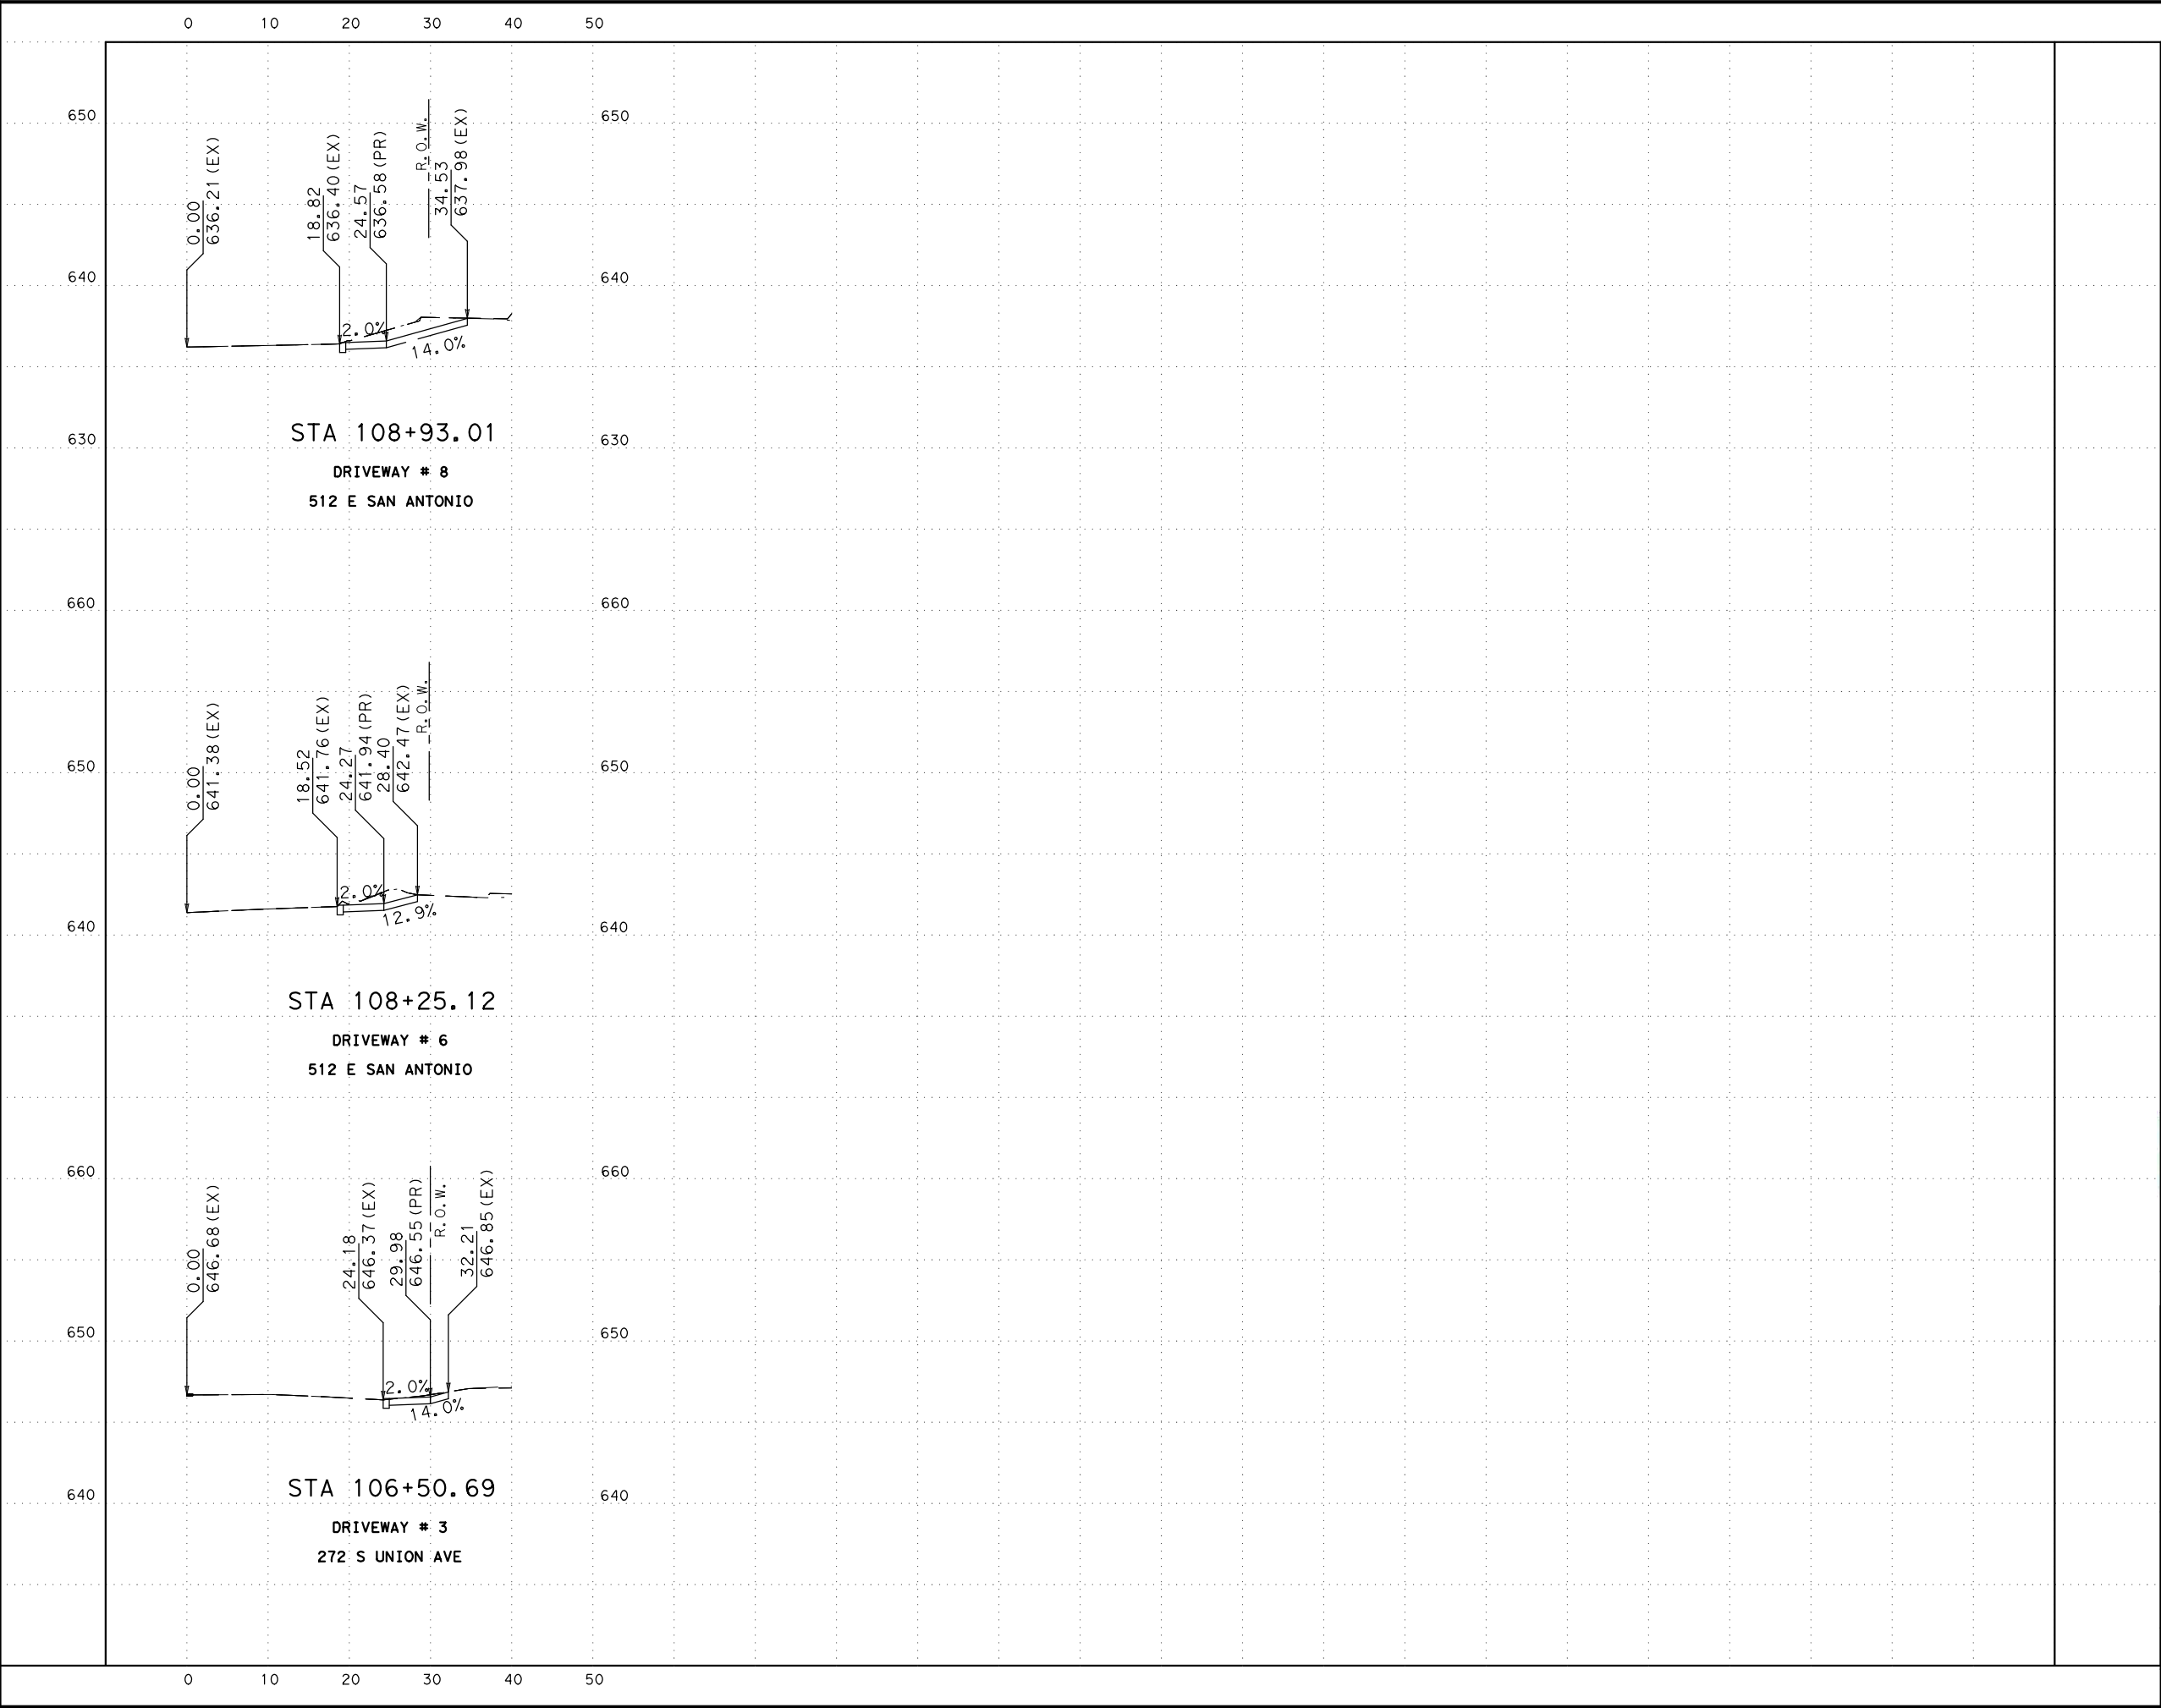 0 10 20 30 40 50
650 650
0.00
636.21(EX)
18.82
636.40(EX)
24.57
636.58(PR)
R.O.W.
34.53
637.98(EX)
640 640
2.0%
14.0%
630 630
STA 108+93.01
DRIVEWAY # 8
512 E SAN ANTONIO
660 660
0.00
641.38(EX)
18.52
641.76(EX)
24.27
641.94(PR)
28.40
642.47(EX)
R.O.W.
650 650
2.0%
12.9%
640 640
STA 108+25.12
DRIVEWAY # 6
512 E SAN ANTONIO
660 660
0.00
646.68(EX)
24.18
646.37(EX)
29.98
646.55(PR)
R.O.W.
32.21
646.85(EX)
650 650
2.0%
14.0%
STA 106+50.69
640 640
DRIVEWAY # 3
272 S UNION AVE
0 10 20 30 40 50